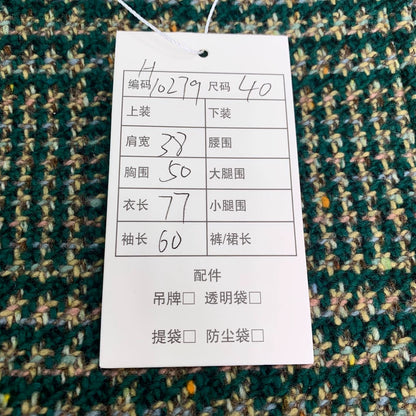 编码 H10279 尺码 40
上装 下装
肩宽 38 腰围
胸围 50 大腿围
衣长 77 小腿围
袖长 60 裤/裙长
配件
吊牌□ 透明袋□
提袋□ 防尘袋□